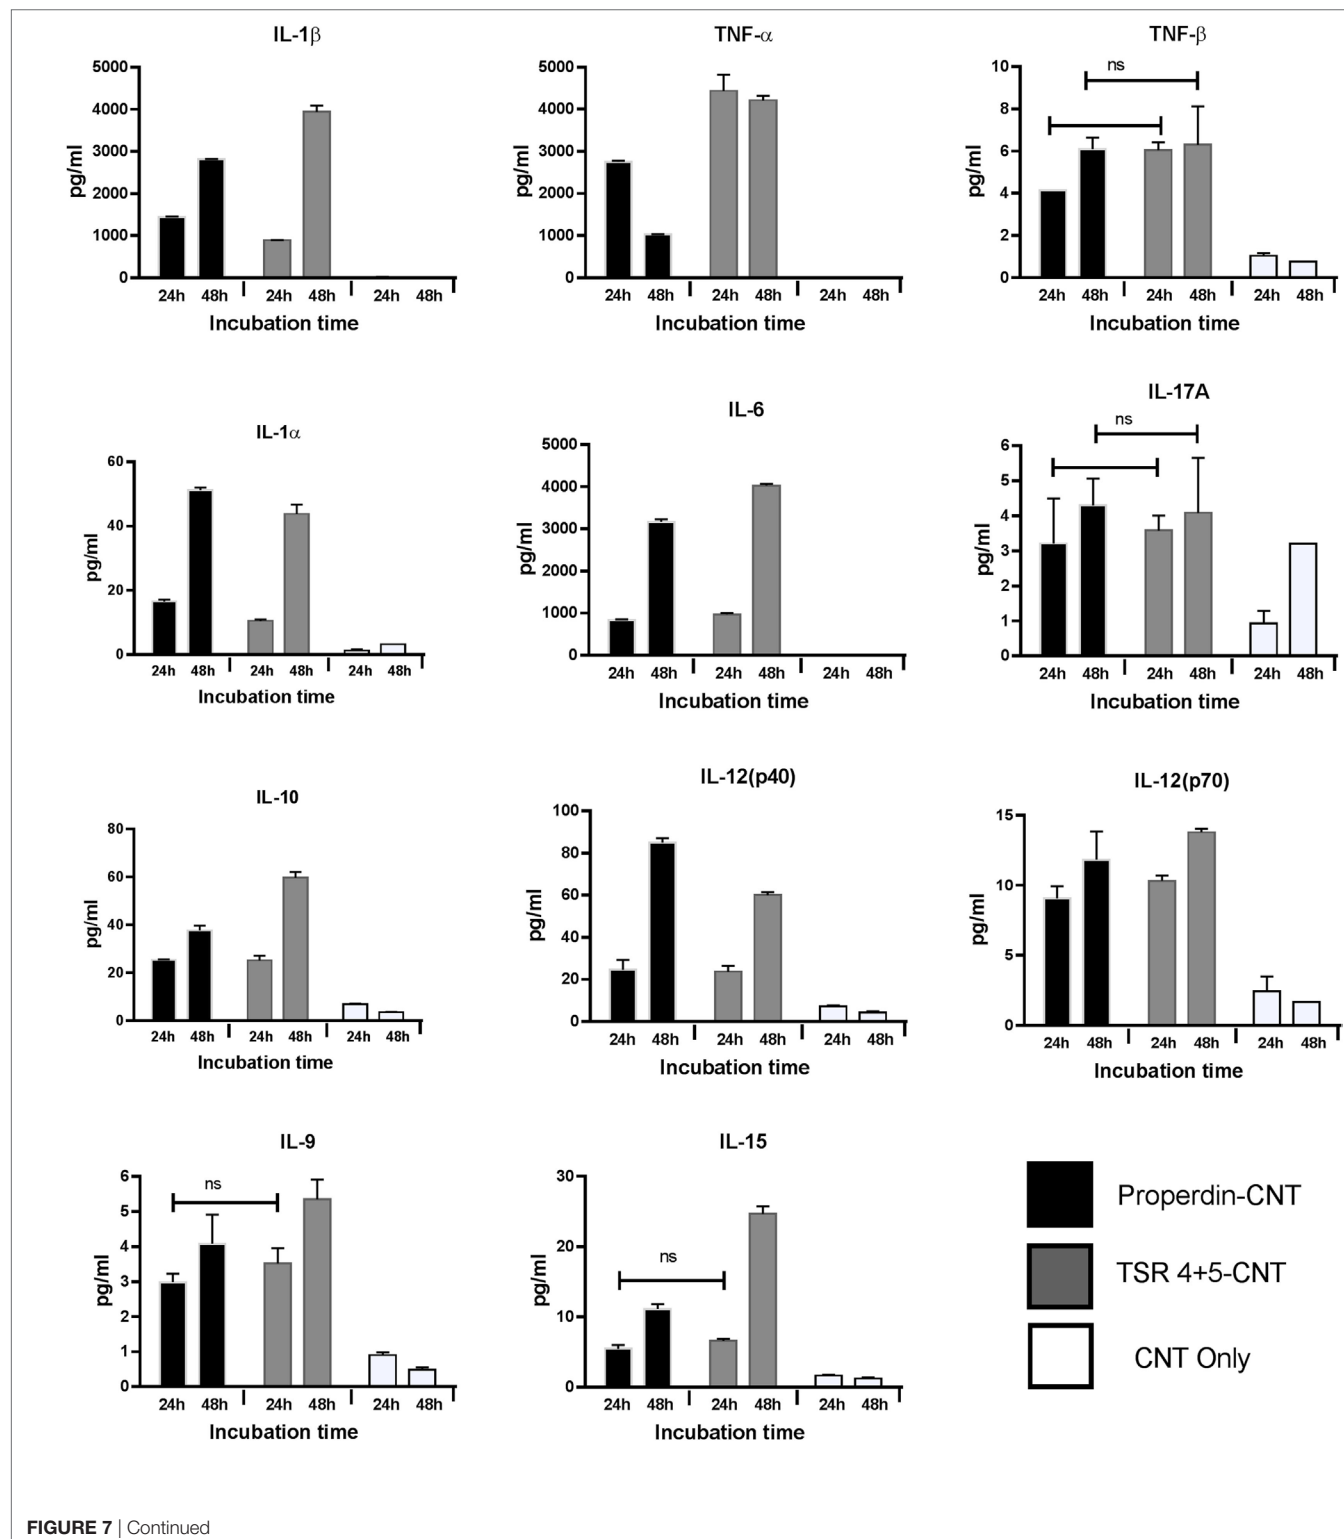 IL-1β
TNF-α
TNF-β
5000
4000
3000
2000
1000
0
pg/ml
24h 48h 24h 48h 24h 48h
Incubation time
5000
4000
3000
2000
1000
0
pg/ml
24h 48h 24h 48h 24h 48h
Incubation time
10
8
6
4
2
0
pg/ml
ns
24h 48h 24h 48h 24h 48h
Incubation time
IL-1α
60
40
20
0
pg/ml
24h 48h 24h 48h 24h 48h
Incubation time
IL-6
5000
4000
3000
2000
1000
0
pg/ml
24h 48h 24h 48h 24h 48h
Incubation time
IL-17A
6
5
4
3
2
1
0
pg/ml
ns
24h 48h 24h 48h 24h 48h
Incubation time
IL-10
80
60
40
20
0
pg/ml
24h 48h 24h 48h 24h 48h
Incubation time
IL-12(p40)
100
80
60
40
20
0
pg/ml
24h 48h 24h 48h 24h 48h
Incubation time
IL-12(p70)
15
10
5
0
pg/ml
24h 48h 24h 48h 24h 48h
Incubation time
IL-9
6
5
4
3
2
1
0
pg/ml
ns
24h 48h 24h 48h 24h 48h
Incubation time
IL-15
30
20
10
0
pg/ml
ns
24h 48h 24h 48h 24h 48h
Incubation time
Properdin-CNT
TSR 4+5-CNT
CNT Only
FIGURE 7 | Continued